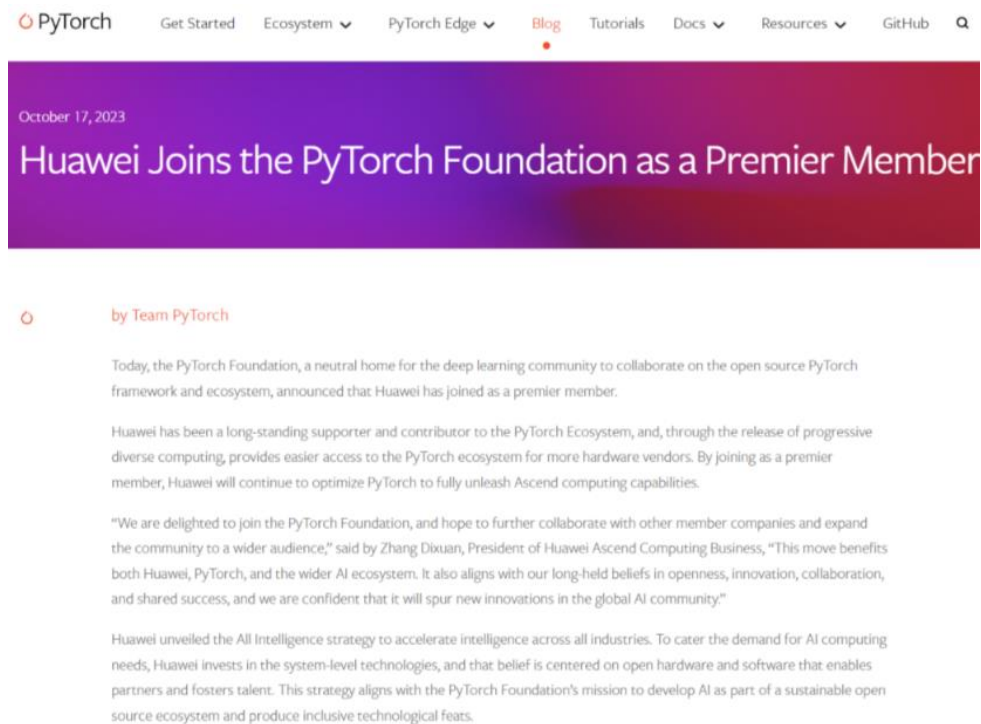 PyTorch Get Started Ecosystem PyTorch Edge Blog Tutorials Docs Resources GitHub
October 17, 2023
Huawei Joins the PyTorch Foundation as a Premier Member
by Team PyTorch
Today, the PyTorch Foundation, a neutral home for the deep learning community to collaborate on the open source PyTorch
framework and ecosystem, announced that Huawei has joined as a premier member.
Huawei has been a long-standing supporter and contributor to the PyTorch Ecosystem, and, through the release of progressive
diverse computing, provides easier access to the PyTorch ecosystem for more hardware vendors. By joining as a premier
member, Huawei will continue to optimize PyTorch to fully unleash Ascend computing capabilities.
“We are delighted to join the PyTorch Foundation, and hope to further collaborate with other member companies and expand
the community to a wider audience,” said by Zhang Dixuan, President of Huawei Ascend Computing Business, “This move benefits
both Huawei, PyTorch, and the wider AI ecosystem. It also aligns with our long-held beliefs in openness, innovation, collaboration,
and shared success, and we are confident that it will spur new innovations in the global AI community.”
Huawei unveiled the All Intelligence strategy to accelerate intelligence across all industries. To cater the demand for AI computing
needs, Huawei invests in the system-level technologies, and that belief is centered on open hardware and software that enables
partners and fosters talent. This strategy aligns with the PyTorch Foundation’s mission to develop AI as part of a sustainable open
source ecosystem and produce inclusive technological feats.